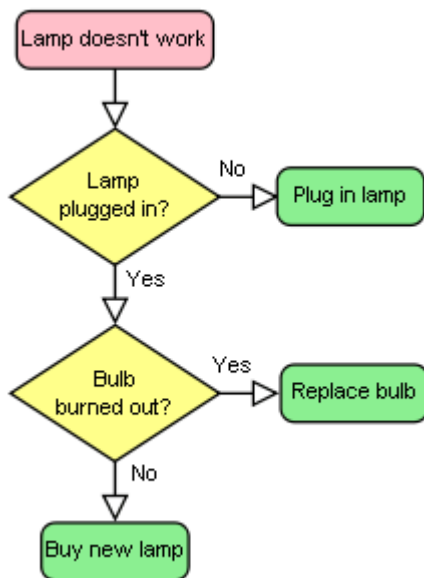 Lamp doesn't work
Lamp
plugged in?
No
Plug in lamp
Yes
Bulb
burned out?
Yes
Replace bulb
No
Buy new lamp